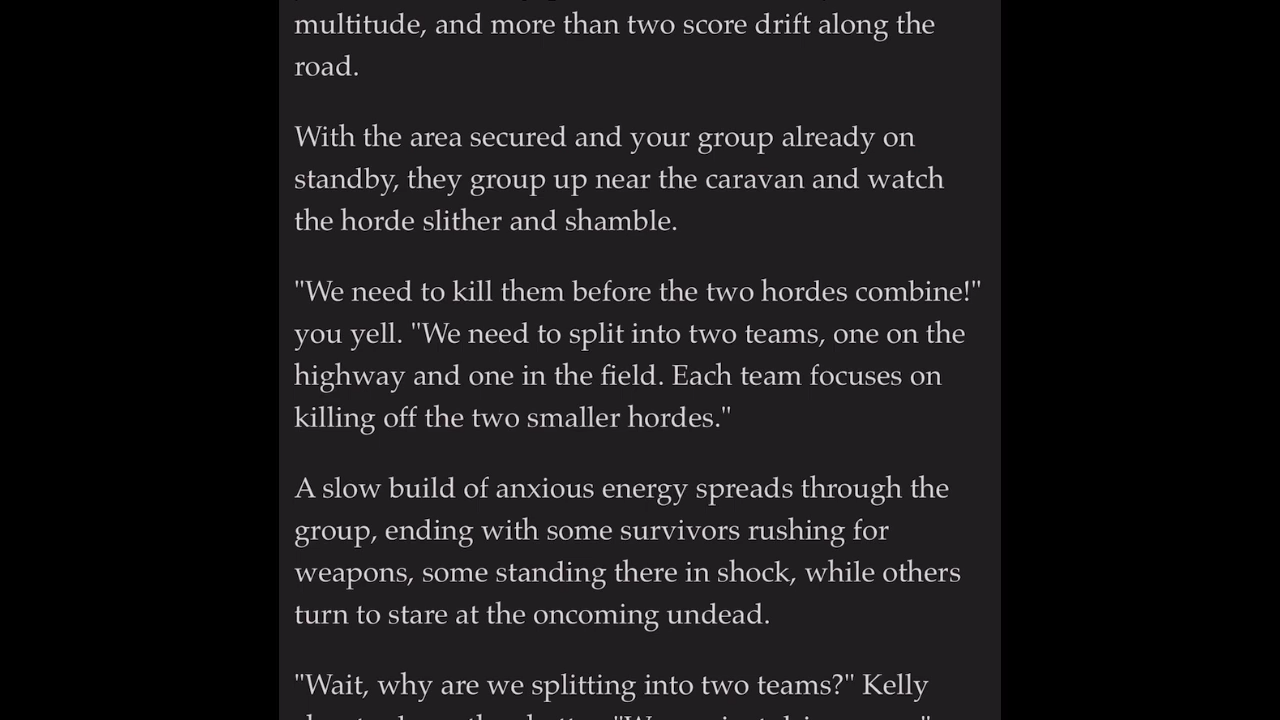 multitude, and more than two score drift along the
road.
With the area secured and your group already on
standby, they group up near the caravan and watch
the horde slither and shamble.
"We need to kill them before the two hordes combine!"
you yell. "We need to split into two teams, one on the
highway and one in the field. Each team focuses on
killing off the two smaller hordes."
A slow build of anxious energy spreads through the
group, ending with some survivors rushing for
weapons, some standing there in shock, while others
turn to stare at the oncoming undead.
"Wait, why are we splitting into two teams?" Kelly